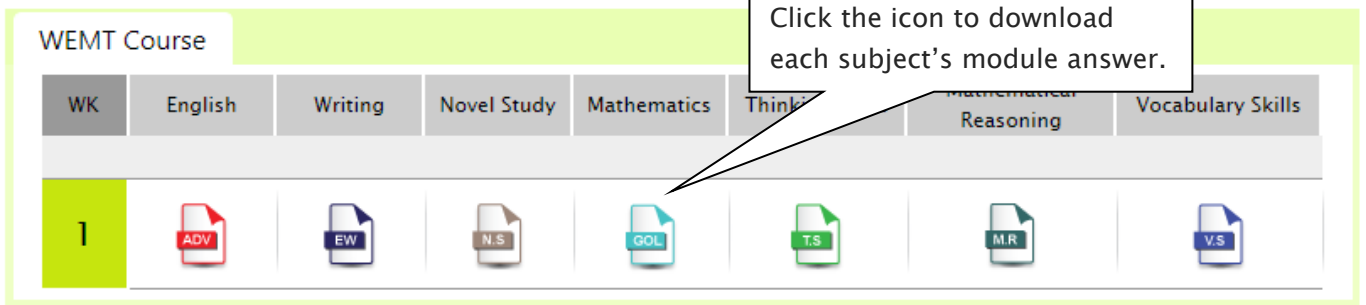 Click the icon to download
each subject's module answer.
WEMT Course
WK English Writing Novel Study Mathematics Vocabulary Skills
Reasoning
1 ADV EW N.S GOL T.S M.R V.S